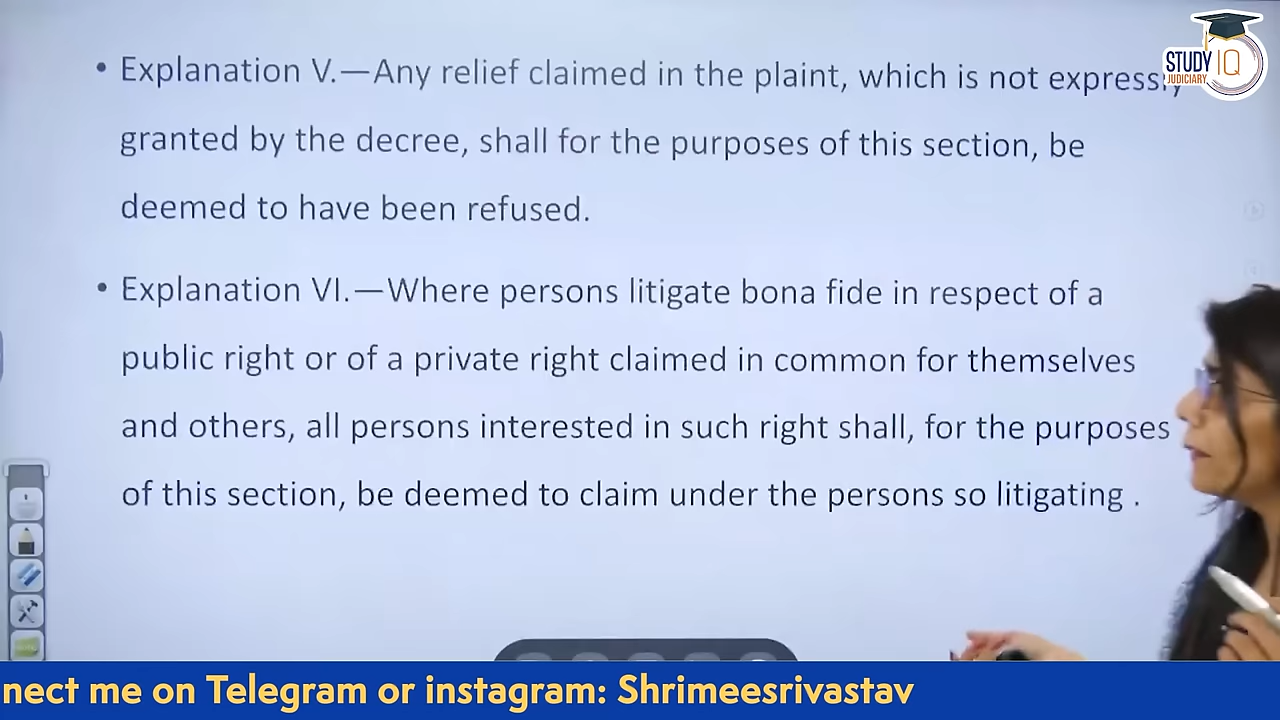 • Explanation V.—Any relief claimed in the plaint, which is not expressly
granted by the decree, shall for the purposes of this section, be
deemed to have been refused.
• Explanation VI.—Where persons litigate bona fide in respect of a
public right or of a private right claimed in common for themselves
and others, all persons interested in such right shall, for the purposes
of this section, be deemed to claim under the persons so litigating .
STUDY IQ
JUDICIARY
nect me on Telegram or instagram: Shrimeesrivastav